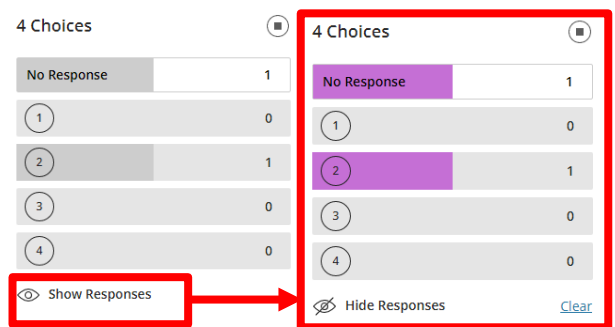 4 Choices
No Response 1
1 0
2 1
3 0
4 0
Show Responses
4 Choices
No Response 1
1 0
2 1
3 0
4 0
Hide Responses Clear